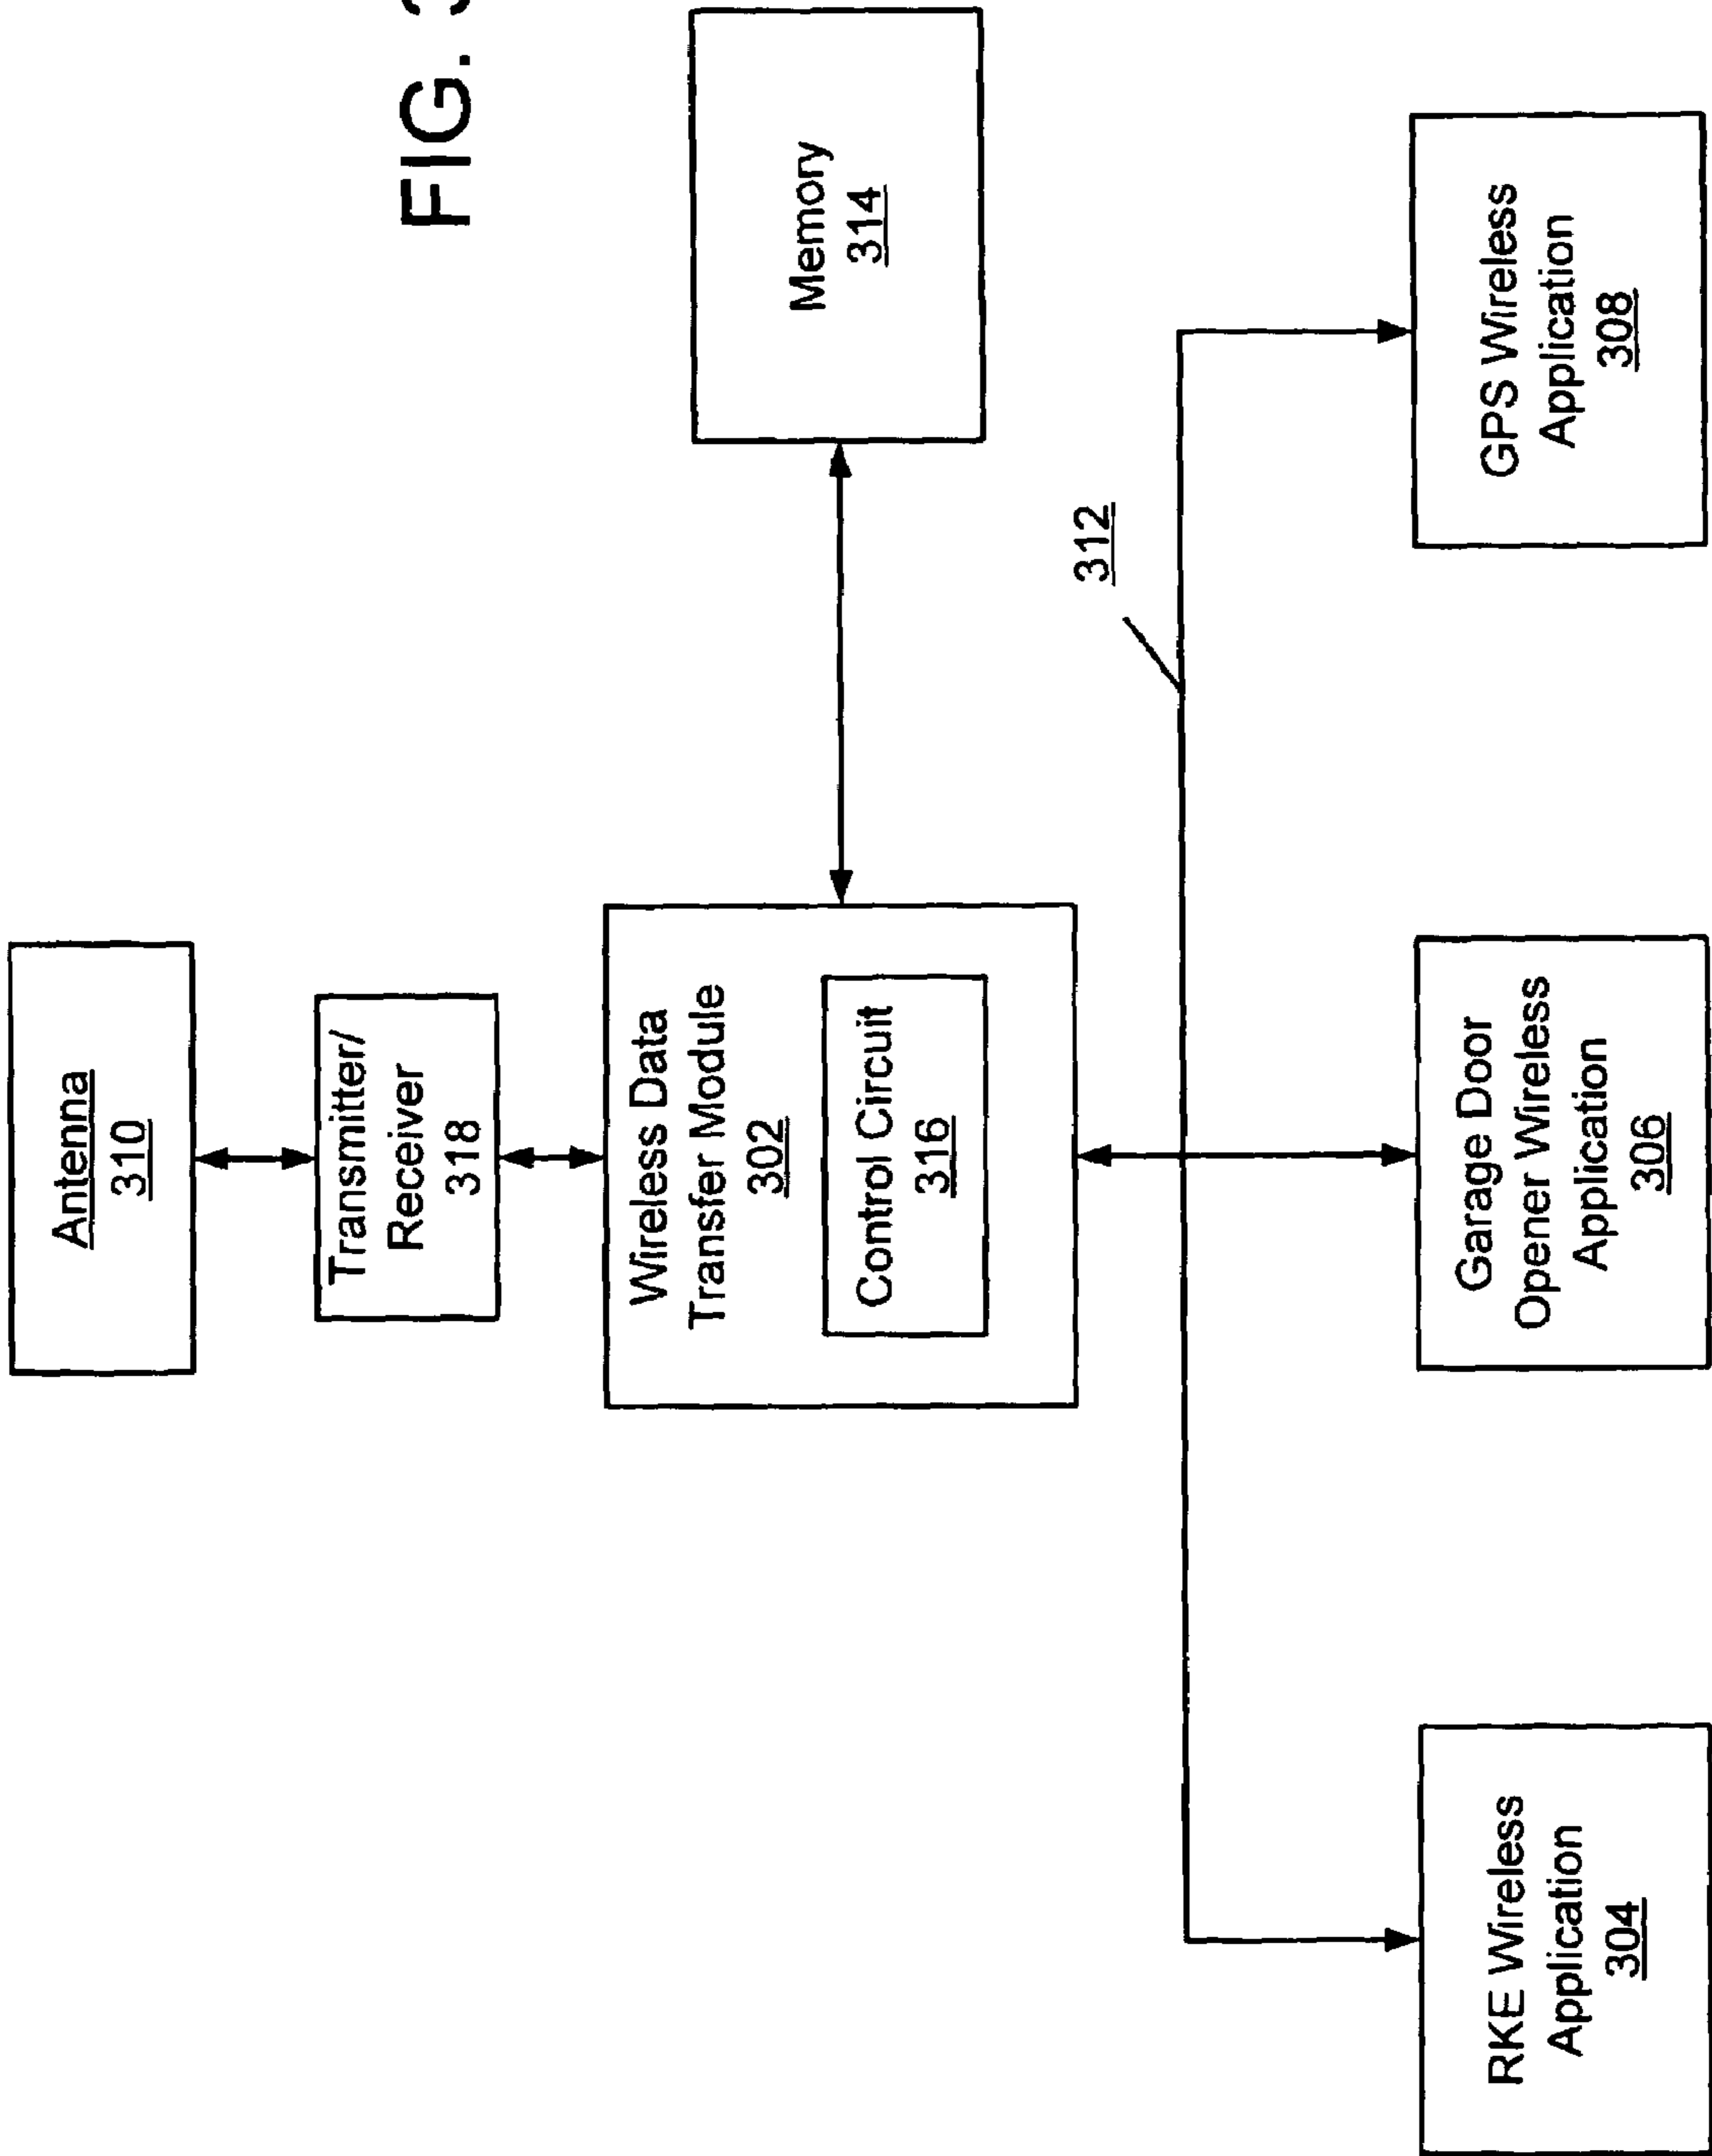 FIG. 3
Antenna
310
Transmitter/
Receiver
318
Wireless Data
Transfer Module
302
Control Circuit
316
Memory
314
312
RKE Wireless
Application
304
Garage Door
Opener Wireless
Application
306
GPS Wireless
Application
308